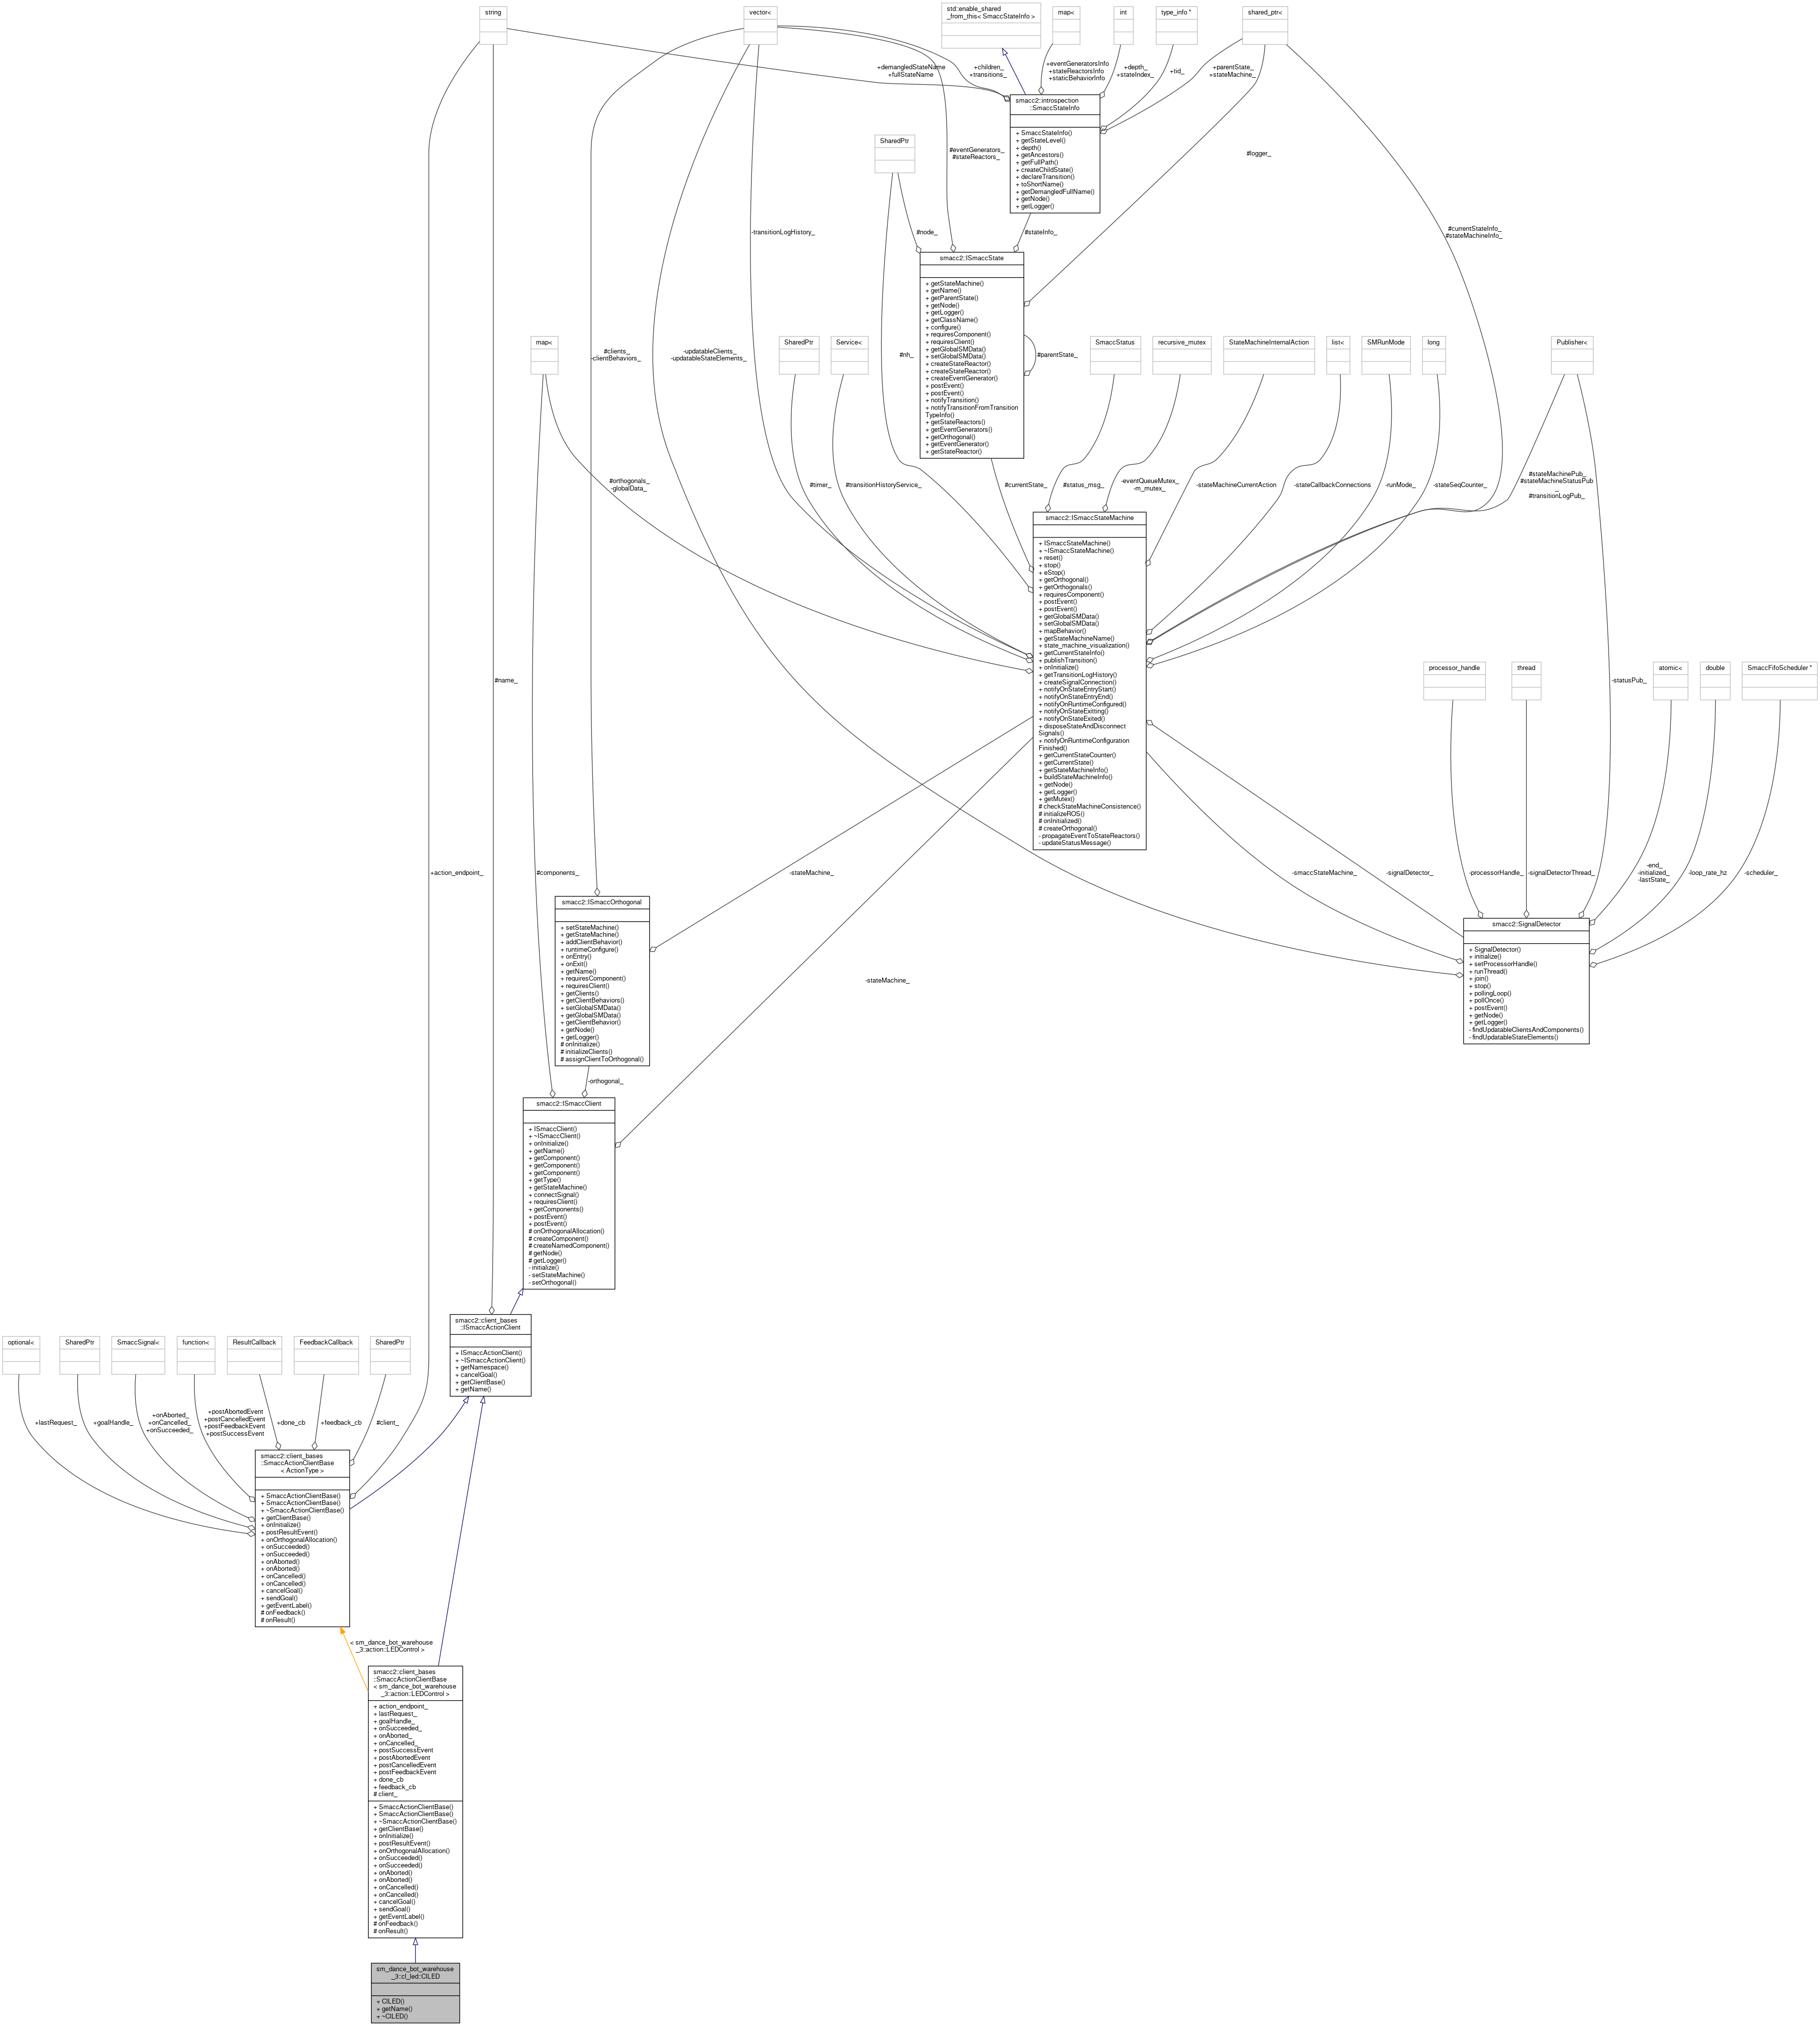 string
vector<
std::enable_shared
_from_this< SmaccStateInfo >
map<
int
type_info *
shared_ptr<
+demangledStateName
+fullStateName
+children_
+transitions_
+eventGeneratorsInfo
+stateReactorsInfo
+staticBehaviorInfo
+depth_
+stateIndex_
+tid_
+parentState_
+stateMachine_
smacc2::introspection
::SmaccStateInfo
+ SmaccStateInfo()
+ getStateLevel()
+ depth()
+ getAncestors()
+ getFullPath()
+ createChildState()
+ declareTransition()
+ toShortName()
+ getDemangledFullName()
+ getNode()
+ getLogger()
SharedPtr
#eventGenerators_
#stateReactors_
#logger_
-transitionLogHistory_
#node_
#stateInfo_
#currentStateInfo_
#stateMachineInfo_
smacc2::ISmaccState
+ getStateMachine()
+ getName()
+ getParentState()
+ getNode()
+ getLogger()
+ getClassName()
+ configure()
+ requiresComponent()
+ requiresClient()
+ getGlobalSMData()
+ setGlobalSMData()
+ createStateReactor()
+ createStateReactor()
+ createEventGenerator()
+ postEvent()
+ postEvent()
+ notifyTransition()
+ notifyTransitionFromTransition
TypeInfo()
+ getStateReactors()
+ getEventGenerators()
+ getOrthogonal()
+ getEventGenerator()
+ getStateReactor()
map<
#clients_
-clientBehaviors_
-updatableClients_
-updatableStateElements_
SharedPtr
Service<
#nh_
#parentState_
SmaccStatus
recursive_mutex
StateMachineInternalAction
list<
SMRunMode
long
Publisher<
#orthogonals_
-globalData_
#timer_
#transitionHistoryService_
#currentState_
#status_msg_
-eventQueueMutex_
-m_mutex_
-stateMachineCurrentAction
-stateCallbackConnections
-runMode_
-stateSeqCounter_
#stateMachinePub_
#stateMachineStatusPub
_
#transitionLogPub_
smacc2::ISmaccStateMachine
+ ISmaccStateMachine()
+ ~ISmaccStateMachine()
+ reset()
+ stop()
+ eStop()
+ getOrthogonal()
+ getOrthogonals()
+ requiresComponent()
+ postEvent()
+ postEvent()
+ getGlobalSMData()
+ setGlobalSMData()
+ mapBehavior()
+ getStateMachineName()
+ state_machine_visualization()
+ getCurrentStateInfo()
+ publishTransition()
+ onInitialize()
+ getTransitionLogHistory()
+ createSignalConnection()
+ notifyOnStateEntryStart()
+ notifyOnStateEntryEnd()
+ notifyOnRuntimeConfigured()
+ notifyOnStateExitting()
+ notifyOnStateExited()
+ disposeStateAndDisconnect
Signals()
+ notifyOnRuntimeConfiguration
Finished()
+ getCurrentStateCounter()
+ getCurrentState()
+ getStateMachineInfo()
+ buildStateMachineInfo()
+ getNode()
+ getLogger()
+ getMutex()
# checkStateMachineConsistence()
# initializeROS()
# onInitialized()
# createOrthogonal()
- propagateEventToStateReactors()
- updateStatusMessage()
#name_
processor_handle
thread
-statusPub_
atomic<
double
SmaccFifoScheduler *
+action_endpoint_
#components_
-stateMachine_
-smaccStateMachine_
-signalDetector_
-processorHandle_
-signalDetectorThread_
-end_
-initialized_
-lastState_
-loop_rate_hz
-scheduler_
smacc2::ISmaccOrthogonal
+ setStateMachine()
+ getStateMachine()
+ addClientBehavior()
+ runtimeConfigure()
+ onEntry()
+ onExit()
+ getName()
+ requiresComponent()
+ requiresClient()
+ getClients()
+ getClientBehaviors()
+ setGlobalSMData()
+ getGlobalSMData()
+ getClientBehavior()
+ getNode()
+ getLogger()
# onInitialize()
# initializeClients()
# assignClientToOrthogonal()
-stateMachine_
smacc2::SignalDetector
+ SignalDetector()
+ initialize()
+ setProcessorHandle()
+ runThread()
+ join()
+ stop()
+ pollingLoop()
+ pollOnce()
+ postEvent()
+ getNode()
+ getLogger()
- findUpdatableClientsAndComponents()
- findUpdatableStateElements()
-orthogonal_
smacc2::ISmaccClient
+ ISmaccClient()
+ ~ISmaccClient()
+ onInitialize()
+ getName()
+ getComponent()
+ getComponent()
+ getComponent()
+ getType()
+ getStateMachine()
+ connectSignal()
+ requiresClient()
+ getComponents()
+ postEvent()
+ postEvent()
# onOrthogonalAllocation()
# createComponent()
# createNamedComponent()
# getNode()
# getLogger()
- initialize()
- setStateMachine()
- setOrthogonal()
smacc2::client_bases
::ISmaccActionClient
+ ISmaccActionClient()
+ ~ISmaccActionClient()
+ getNamespace()
+ cancelGoal()
+ getClientBase()
+ getName()
optional<
SharedPtr
SmaccSignal<
function<
ResultCallback
FeedbackCallback
SharedPtr
+lastRequest_
+goalHandle_
+onAborted_
+onCancelled_
+onSucceeded_
+postAbortedEvent
+postCancelledEvent
+postFeedbackEvent
+postSuccessEvent
+done_cb
+feedback_cb
#client_
smacc2::client_bases
::SmaccActionClientBase
< ActionType >
+ SmaccActionClientBase()
+ SmaccActionClientBase()
+ ~SmaccActionClientBase()
+ getClientBase()
+ onInitialize()
+ postResultEvent()
+ onOrthogonalAllocation()
+ onSucceeded()
+ onSucceeded()
+ onAborted()
+ onAborted()
+ onCancelled()
+ onCancelled()
+ cancelGoal()
+ sendGoal()
+ getEventLabel()
# onFeedback()
# onResult()
< sm_dance_bot_warehouse
_3::action::LEDControl >
smacc2::client_bases
::SmaccActionClientBase
< sm_dance_bot_warehouse
_3::action::LEDControl >
+ action_endpoint_
+ lastRequest_
+ goalHandle_
+ onSucceeded_
+ onAborted_
+ onCancelled_
+ postSuccessEvent
+ postAbortedEvent
+ postCancelledEvent
+ postFeedbackEvent
+ done_cb
+ feedback_cb
# client_
+ SmaccActionClientBase()
+ SmaccActionClientBase()
+ ~SmaccActionClientBase()
+ getClientBase()
+ onInitialize()
+ postResultEvent()
+ onOrthogonalAllocation()
+ onSucceeded()
+ onSucceeded()
+ onAborted()
+ onAborted()
+ onCancelled()
+ onCancelled()
+ cancelGoal()
+ sendGoal()
+ getEventLabel()
# onFeedback()
# onResult()
sm_dance_bot_warehouse
_3::cl_led::ClLED
+ ClLED()
+ getName()
+ ~ClLED()